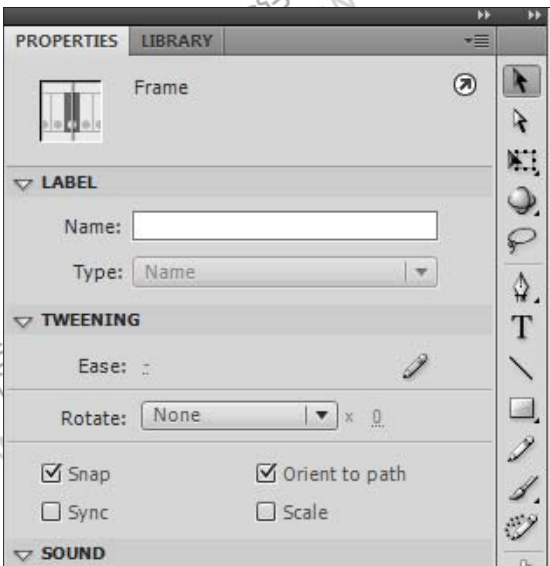 PROPERTIES LIBRARY
Frame
LABEL
Name:
Type: Name
TWEENING
Ease: -
Rotate: None x 0
Snap Orient to path
Sync Scale
SOUND
T